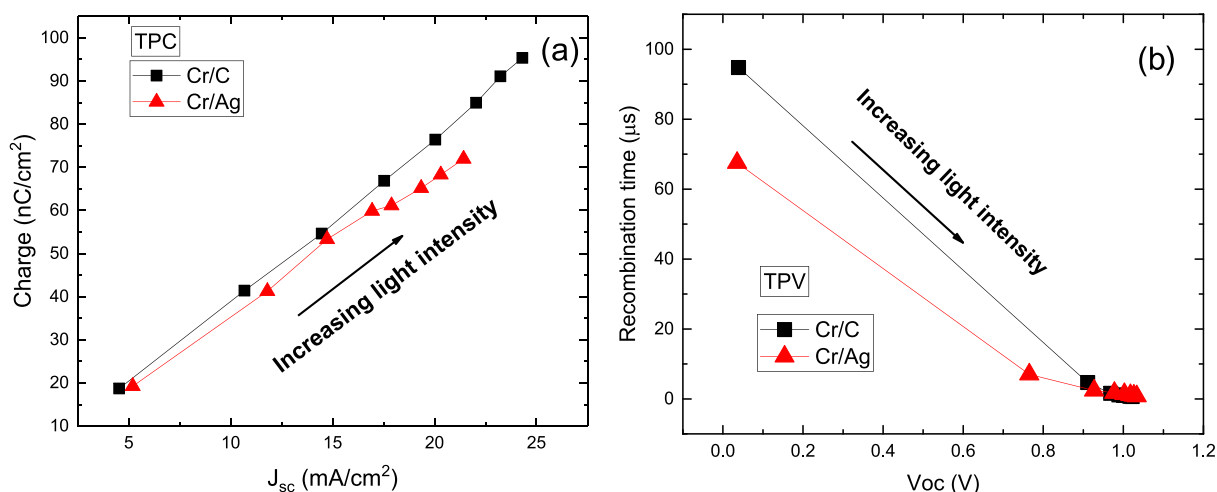 (a)
TPC
Cr/C
Cr/Ag
Increasing light intensity
Charge (nC/cm²)
100
90
80
70
60
50
40
30
20
10
5
10
15
20
25
J_sc (mA/cm²)
(b)
TPV
Cr/C
Cr/Ag
Increasing light intensity
Recombination time (μs)
100
80
60
40
20
0
0.0
0.2
0.4
0.6
0.8
1.0
1.2
Voc (V)